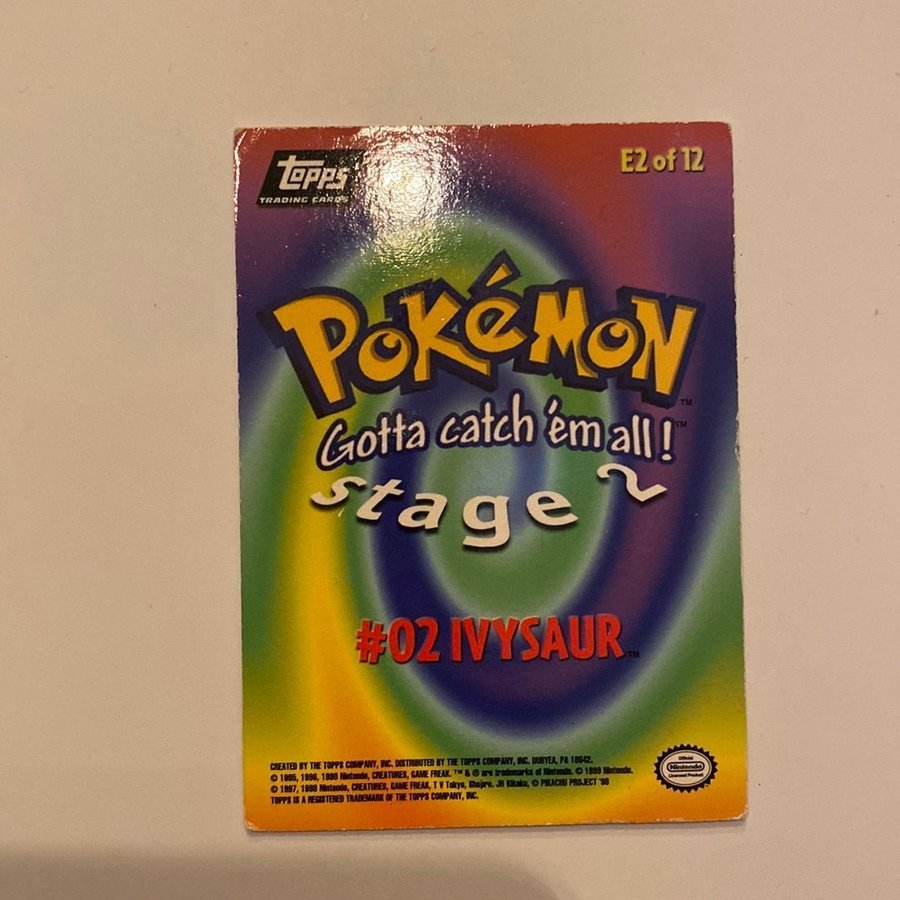 Topps
TRADING CARDS
E2 of 12
POKéMON
TM
Gotta catch 'em all!
TM
stage 2
#02 IVYSAUR
TM
CREATED BY THE TOPPS COMPANY, INC. DISTRIBUTED BY THE TOPPS COMPANY, INC. DURYEA, PA 18642.
© 1995, 1996, 1998 Nintendo, CREATURES, GAME FREAK. ™ & ® are trademarks of Nintendo. © 1999 Nintendo.
© 1997, 1998 Nintendo, CREATURES, GAME FREAK, T V Tokyo, Shopro, JR Kikaku, © PIKACHU PROJECT '98
TOPPS IS A REGISTERED TRADEMARK OF THE TOPPS COMPANY, INC.
Official
Nintendo
Licensed Product